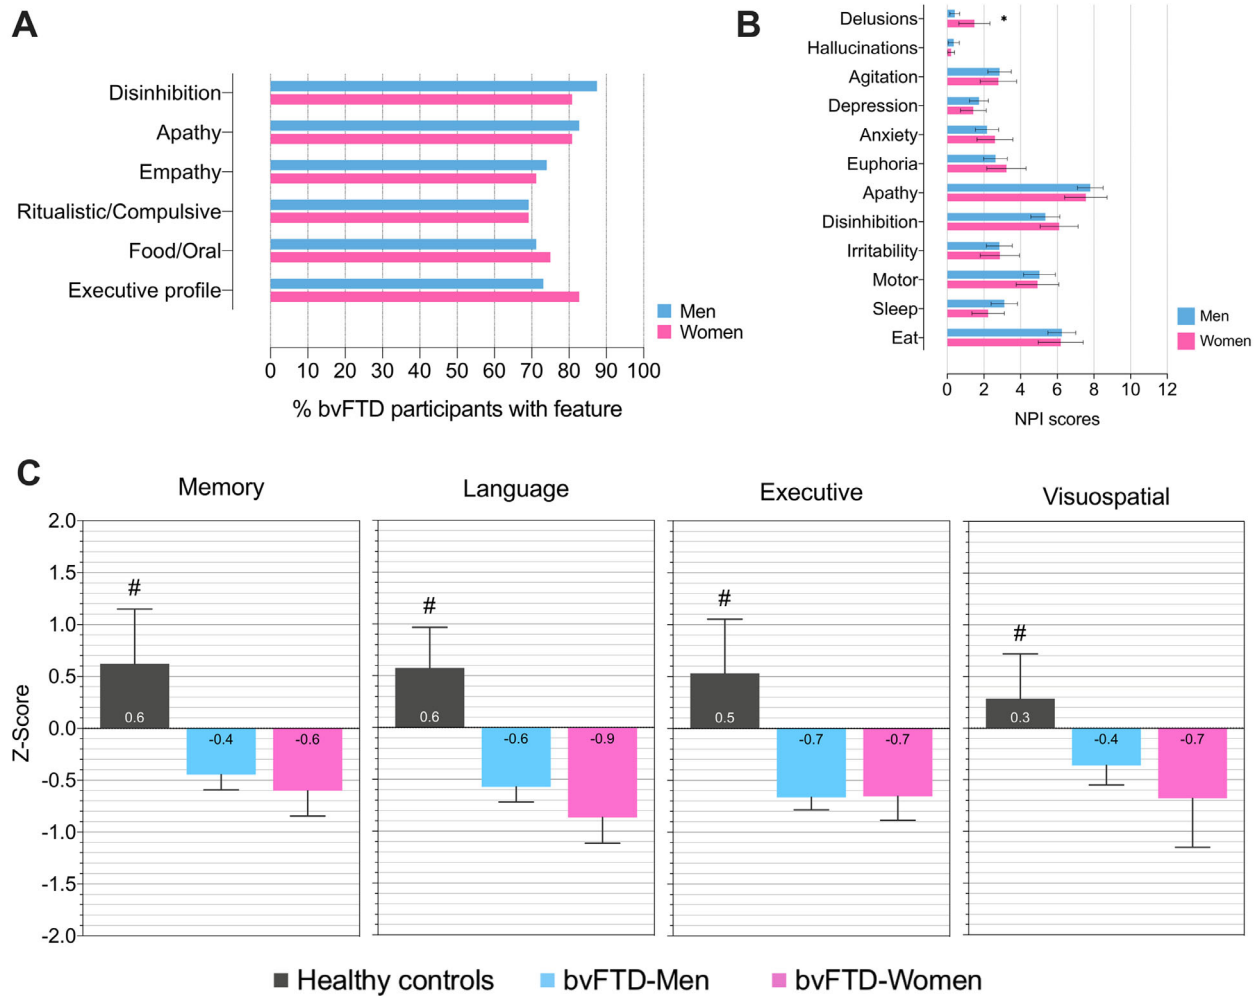 A
Disinhibition
Apathy
Empathy
Ritualistic/Compulsive
Food/Oral
Executive profile
0 10 20 30 40 50 60 70 80 90 100
% bvFTD participants with feature
Men
Women
B
Delusions
*
Hallucinations
Agitation
Depression
Anxiety
Euphoria
Apathy
Disinhibition
Irritability
Motor
Sleep
Eat
0 2 4 6 8 10 12
NPI scores
Men
Women
C
Memory Language Executive Visuospatial
Z-Score
2.0
1.5
1.0
0.5
0.0
-0.5
-1.0
-1.5
-2.0
# # # #
0.6 0.6 0.5 0.3
-0.4 -0.6 -0.6 -0.9 -0.7 -0.7 -0.4 -0.7
Healthy controls bvFTD-Men bvFTD-Women